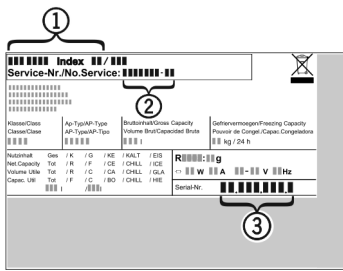 1
Index /
Service-Nr./No.Service: -
2
Klasse/Class
Classe/Clase
Ap-Typ/AP-Type
AP-Type/AP-Tipo
Bruttoinhalt/Gross Capacity
Volume Brut/Capacidad Bruta
l
Gefriervermoegen/Freezing Capacity
Pouvoir de Congel./Capac.Congeladora
kg / 24 h
Nutzinhalt Ges / K / G / KE / KALT / EIS
Net.Capacity Tot / R / F / CE / CHILL / ICE
Volume Utile Tot / R / C / CA / CHILL / GLA
Capac. Util Tot / F / C / BO / CHILL / HIE
l / l
R : g
W A - V Hz
Serial-Nr. . . .
3